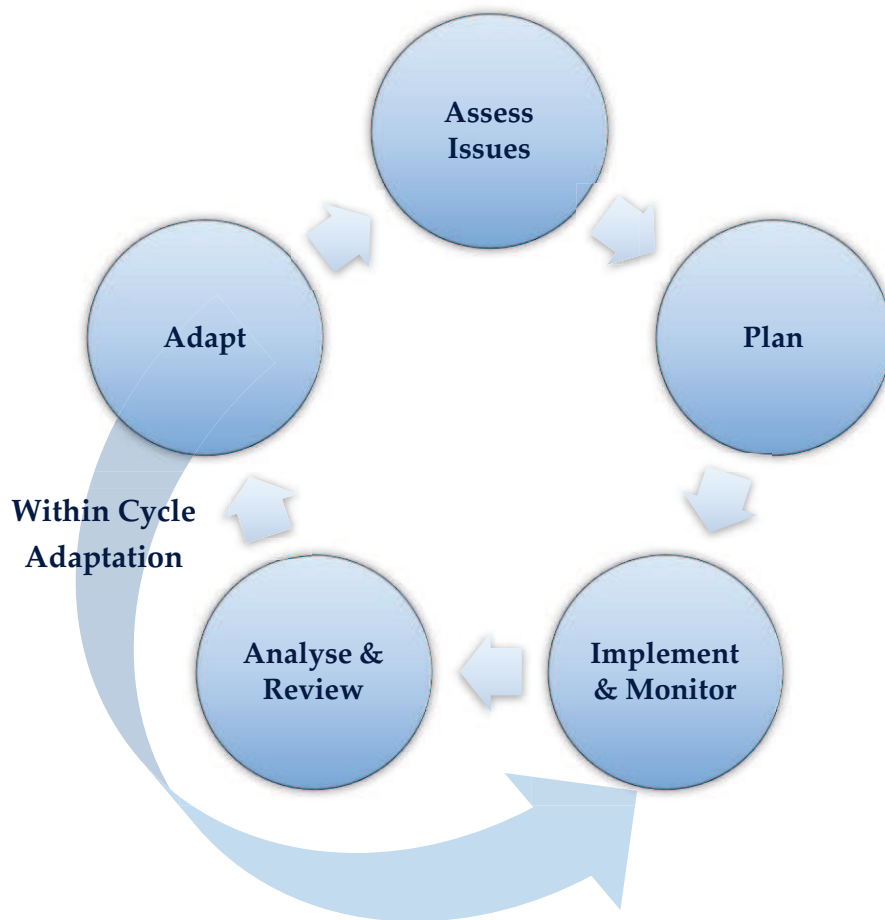 Assess
Issues
Plan
Implement
& Monitor
Analyse &
Review
Adapt
Within Cycle
Adaptation